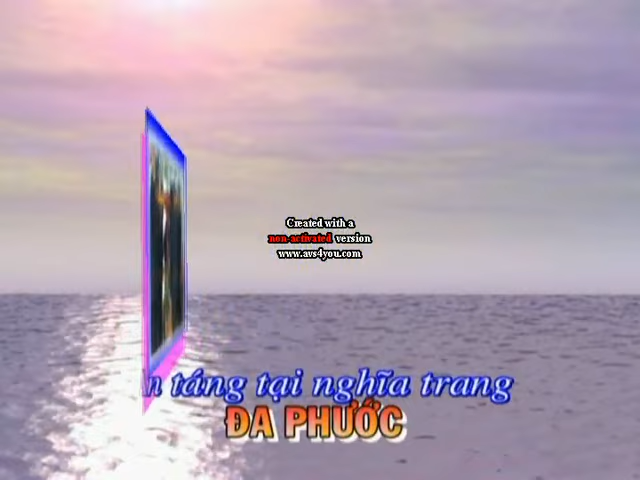 Created with a
non-activated version
www.avs4you.com
táng tại nghĩa trang
ĐA PHƯỚC